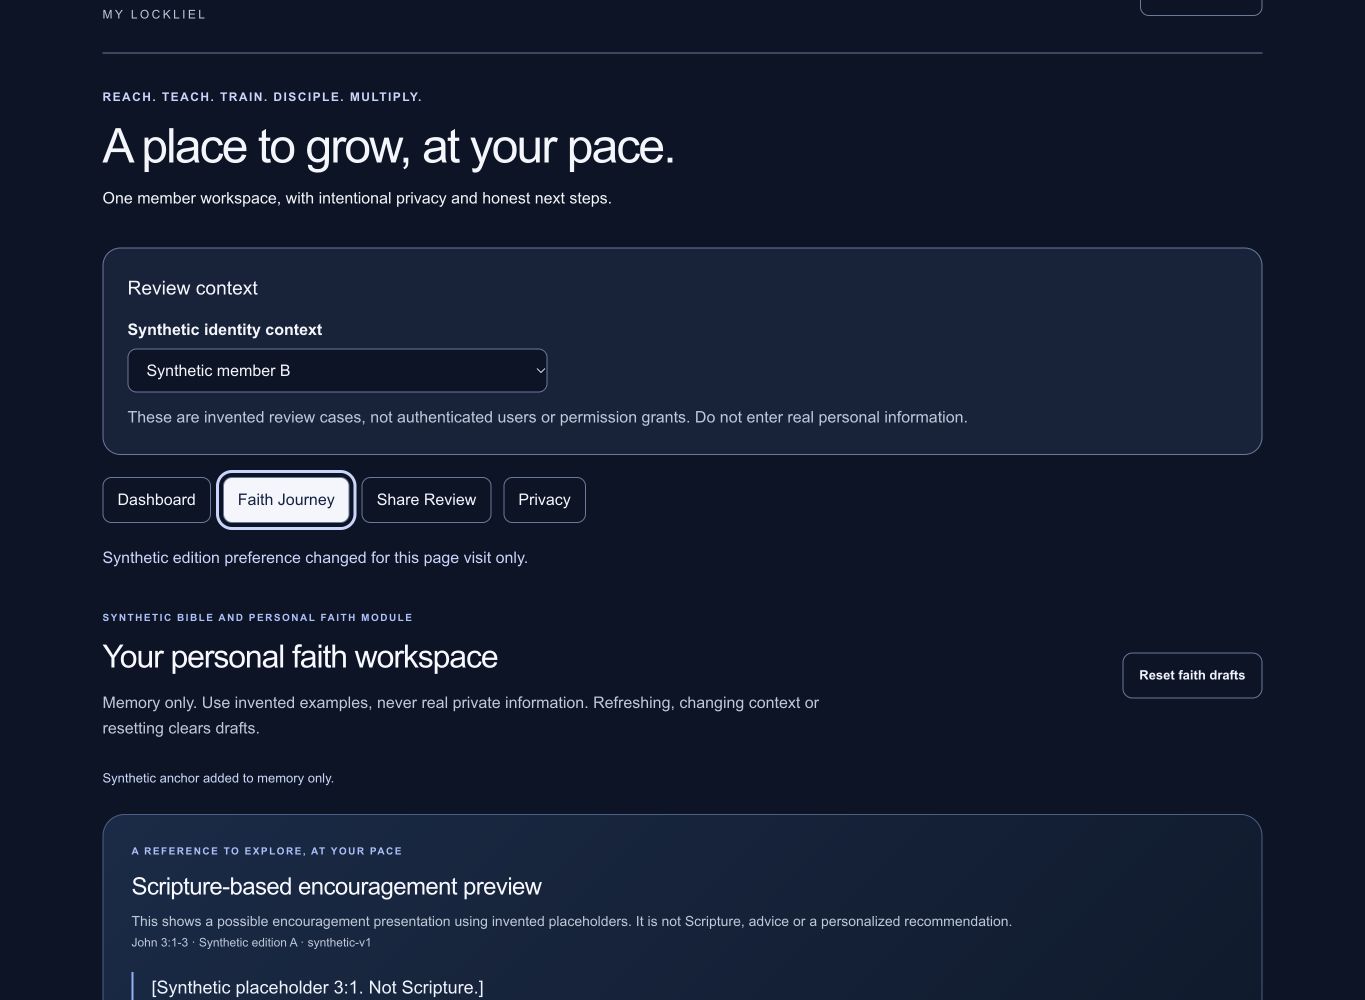 MY LOCKLIEL
REACH. TEACH. TRAIN. DISCIPLE. MULTIPLY.
A place to grow, at your pace.
One member workspace, with intentional privacy and honest next steps.
Review context
Synthetic identity context
Synthetic member B
These are invented review cases, not authenticated users or permission grants. Do not enter real personal information.
Dashboard Faith Journey Share Review Privacy
Synthetic edition preference changed for this page visit only.
SYNTHETIC BIBLE AND PERSONAL FAITH MODULE
Your personal faith workspace
Reset faith drafts
Memory only. Use invented examples, never real private information. Refreshing, changing context or
resetting clears drafts.
Synthetic anchor added to memory only.
A REFERENCE TO EXPLORE, AT YOUR PACE
Scripture-based encouragement preview
This shows a possible encouragement presentation using invented placeholders. It is not Scripture, advice or a personalized recommendation.
John 3:1-3 · Synthetic edition A · synthetic-v1
[Synthetic placeholder 3:1. Not Scripture.]